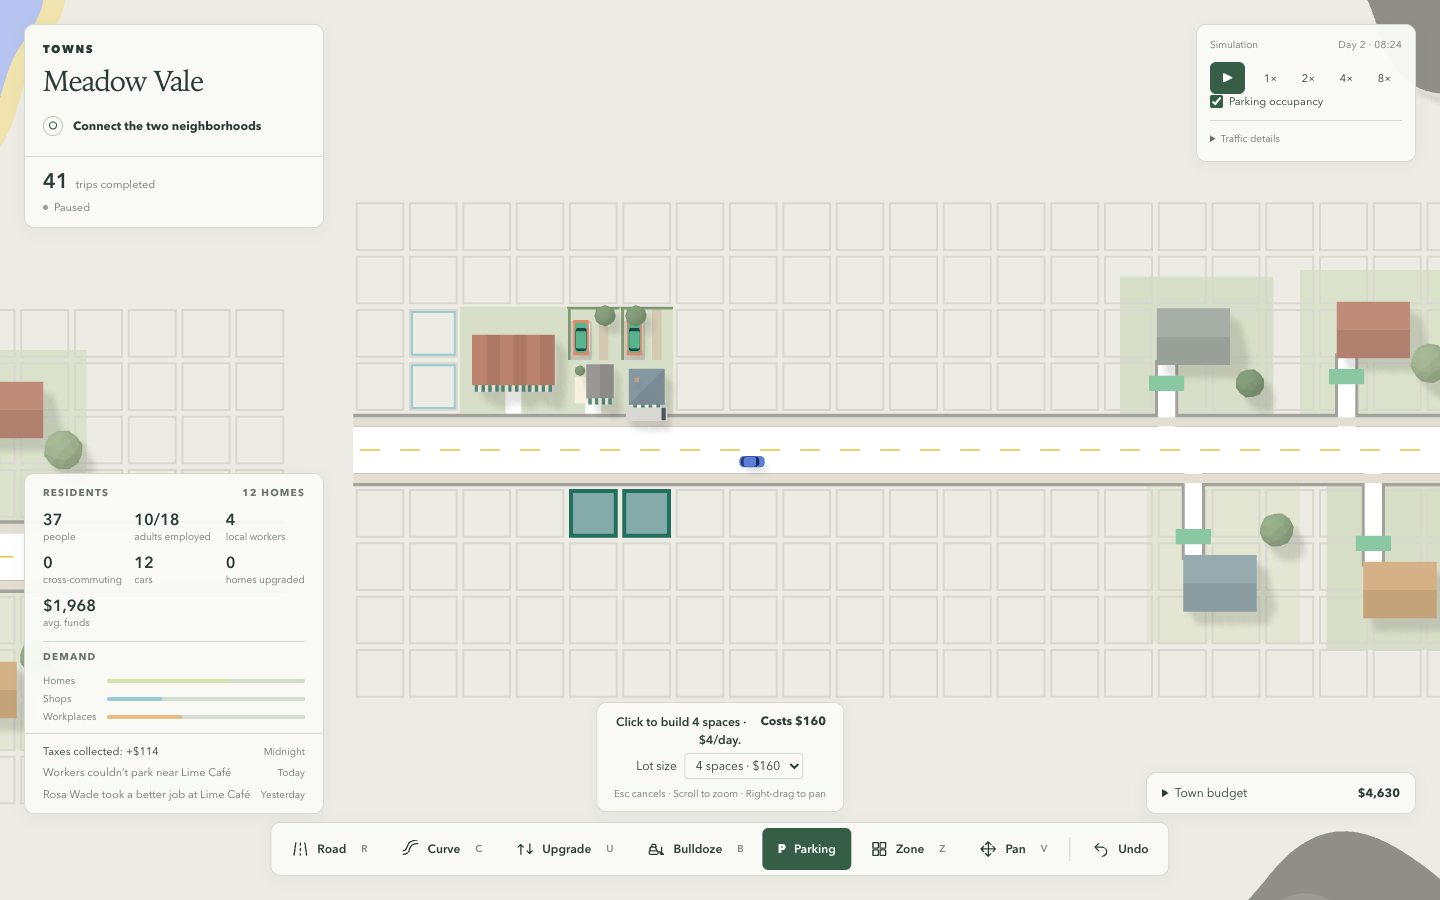 TOWNS
Meadow Vale
Connect the two neighborhoods
41 trips completed
Paused
Simulation Day 2 · 08:24
1× 2× 4× 8×
Parking occupancy
Traffic details
RESIDENTS 12 HOMES
37 10/18 4
people adults employed local workers
0 12 0
cross-commuting cars homes upgraded
$1,968
avg. funds
DEMAND
Homes
Shops
Workplaces
Taxes collected: +$114 Midnight
Workers couldn't park near Lime Café Today
Rosa Wade took a better job at Lime Café Yesterday
Click to build 4 spaces · Costs $160
$4/day.
Lot size 4 spaces · $160
Esc cancels · Scroll to zoom · Right-drag to pan
Town budget $4,630
Road R Curve C Upgrade U Bulldoze B P Parking Zone Z Pan V Undo